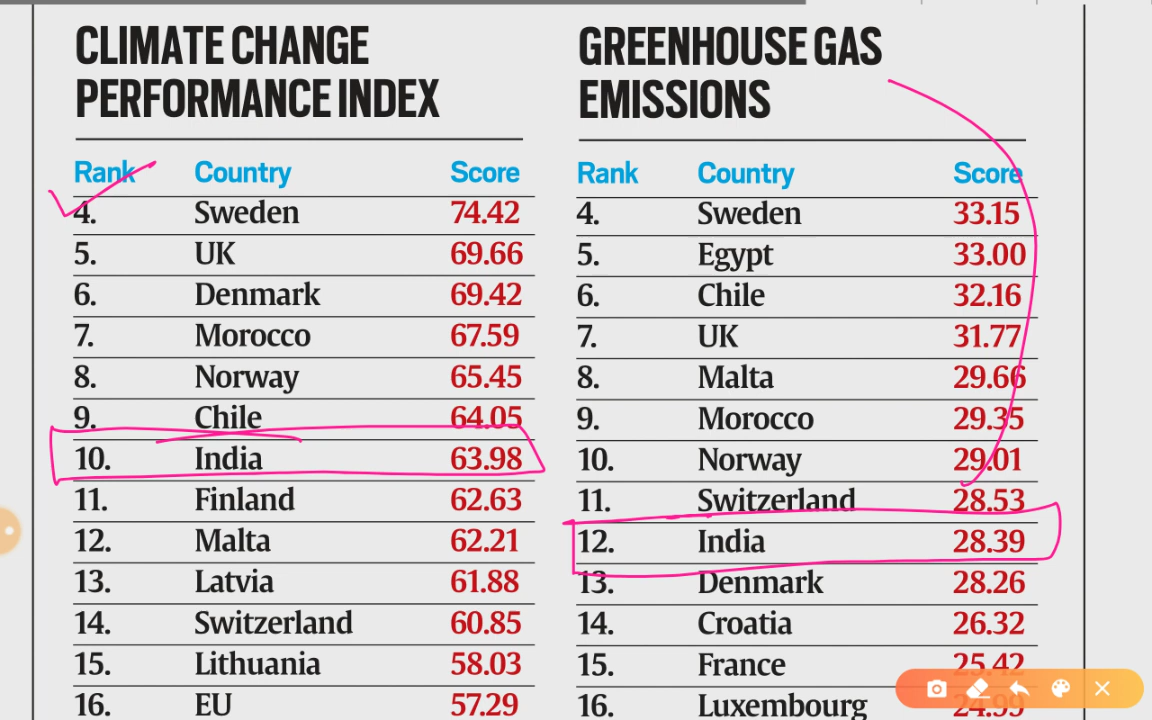 CLIMATE CHANGE
PERFORMANCE INDEX
Rank Country Score
4. Sweden 74.42
5. UK 69.66
6. Denmark 69.42
7. Morocco 67.59
8. Norway 65.45
9. Chile 64.05
10. India 63.98
11. Finland 62.63
12. Malta 62.21
13. Latvia 61.88
14. Switzerland 60.85
15. Lithuania 58.03
16. EU 57.29
GREENHOUSE GAS
EMISSIONS
Rank Country Score
4. Sweden 33.15
5. Egypt 33.00
6. Chile 32.16
7. UK 31.77
8. Malta 29.66
9. Morocco 29.35
10. Norway 29.01
11. Switzerland 28.53
12. India 28.39
13. Denmark 28.26
14. Croatia 26.32
15. France 25.42
16. Luxembourg 24.99